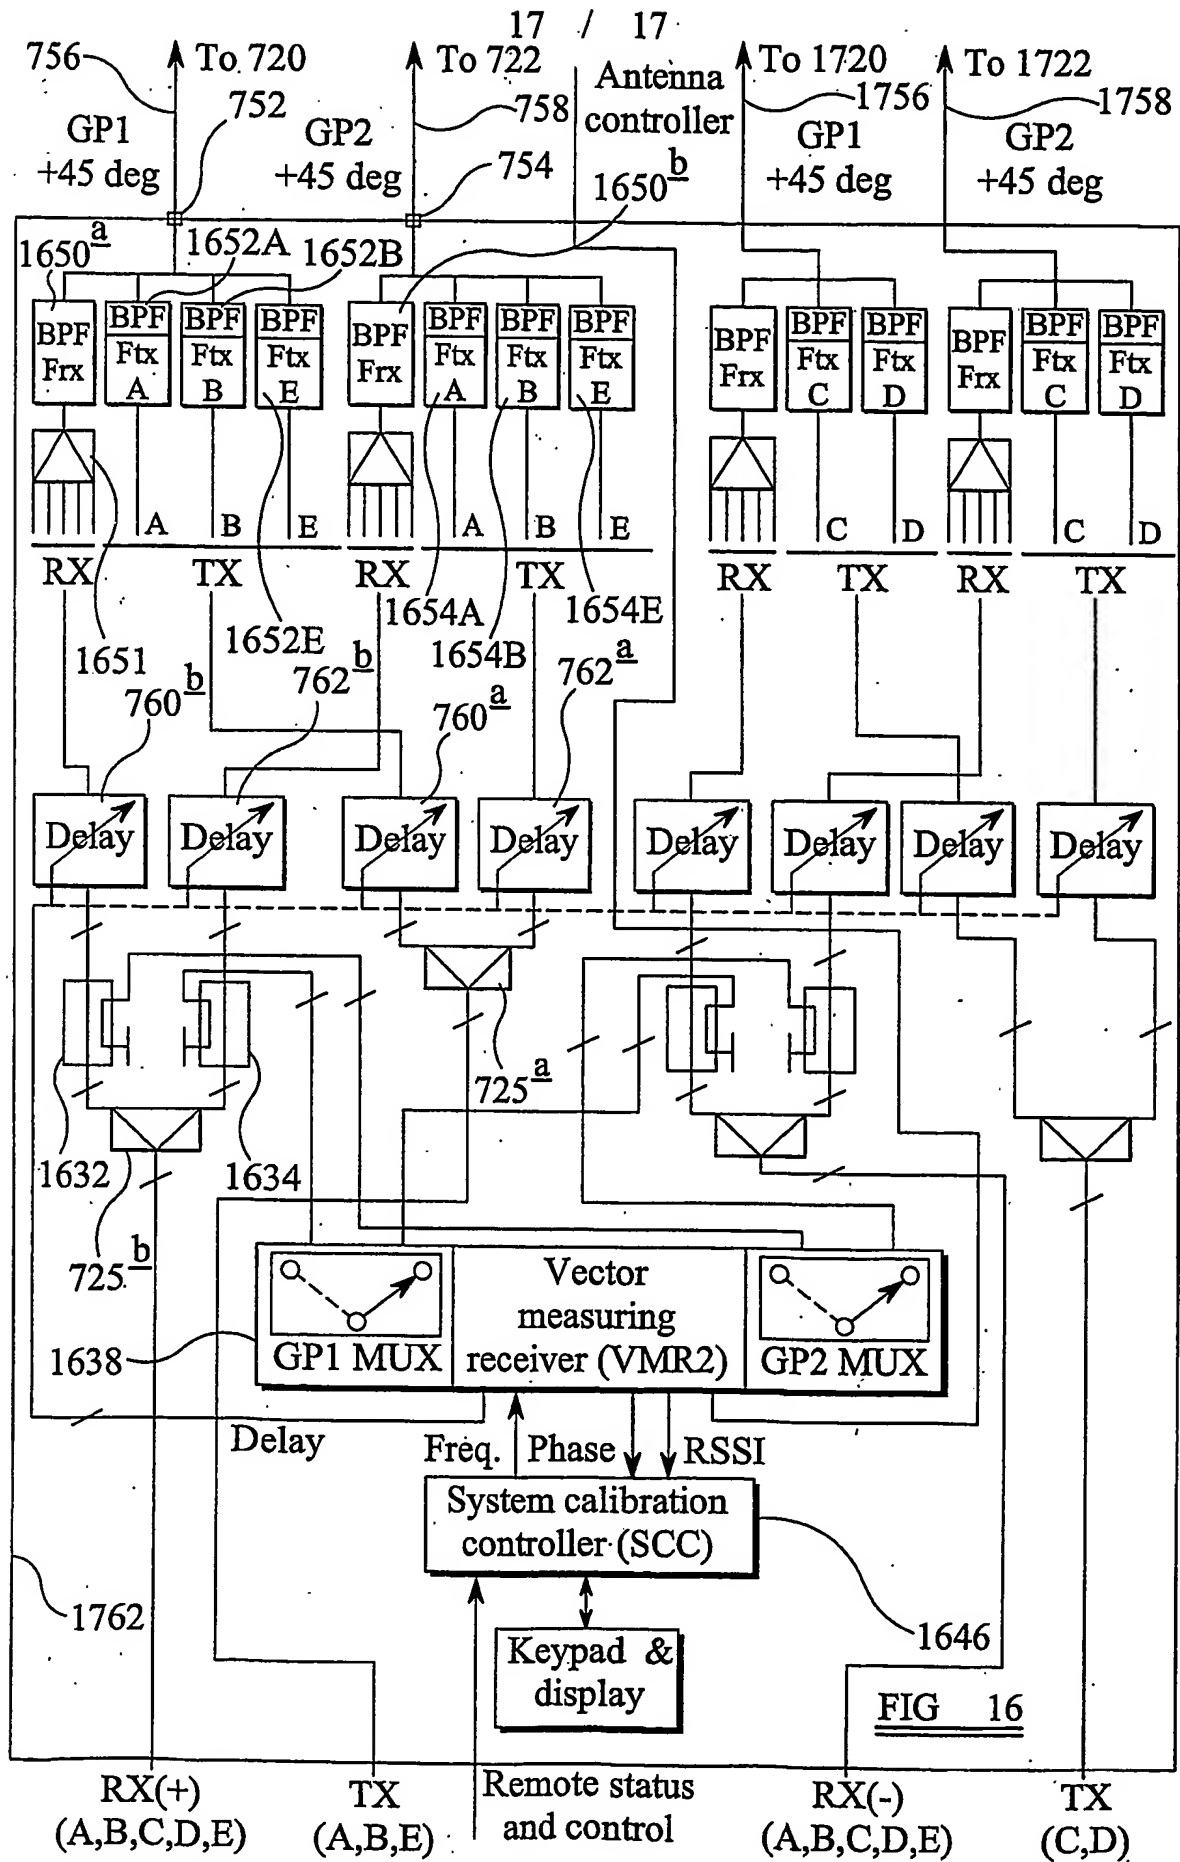 17 / 17
756
To 720
752
GP1
+45 deg
To 722
758
GP2
+45 deg
754
Antenna
controller
1650b
To 1720
1756
GP1
+45 deg
To 1722
1758
GP2
+45 deg
1650a
1652A
1652B
BPF
Frx
BPF
Ftx
A
BPF
Ftx
B
BPF
Ftx
E
BPF
Frx
BPF
Ftx
A
BPF
Ftx
B
BPF
Ftx
E
BPF
Frx
BPF
Ftx
C
BPF
Ftx
D
BPF
Frx
BPF
Ftx
C
BPF
Ftx
D
A B E A B E C D C D
RX TX RX TX RX TX RX TX
1651
1652E
1654A
1654B
1654E
760b
762b
760a
762a
Delay Delay Delay Delay Delay Delay Delay Delay
725a
1632
1634
725b
1638
GP1 MUX
Vector
measuring
receiver (VMR2)
GP2 MUX
Delay
Freq.
Phase
RSSI
System calibration
controller (SCC)
1762
1646
Keypad &
display
FIG 16
RX(+)
(A,B,C,D,E)
TX
(A,B,E)
Remote status
and control
RX(-)
(A,B,C,D,E)
TX
(C,D)